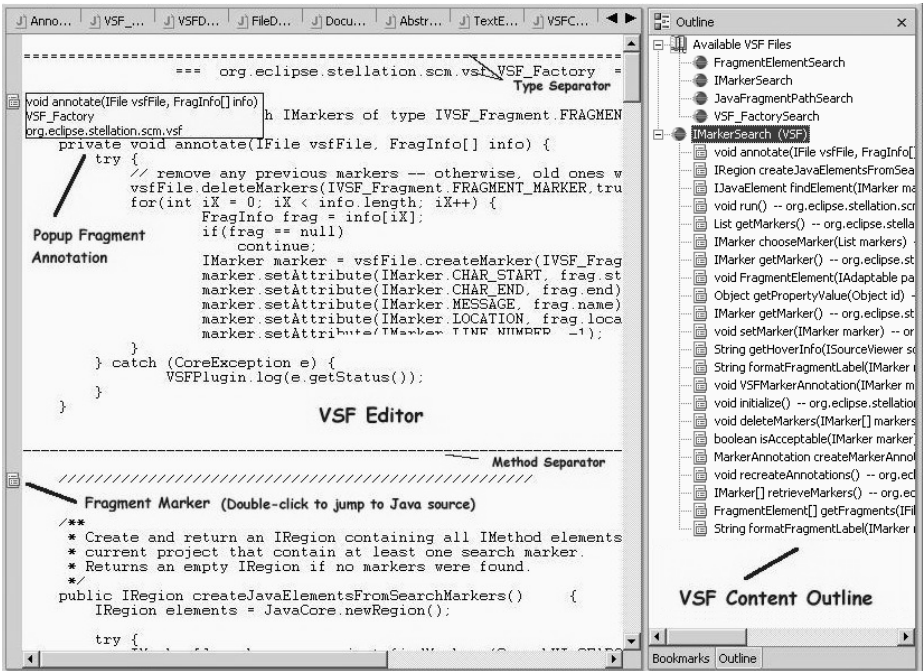 Anno... VSF_... VSFD... FileD... Docu... Abstr... TextE... VSFC...
=== org.eclipse.stellation.scm.vsf VSF_Factory =
Type Separator
void annotate(IFile vsfFile, FragInfo[] info)
VSF_Factory
org.eclipse.stellation.scm.vsf
h IMarkers of type IVSF_Fragment.FRAGMEN
private void annotate(IFile vsfFile, FragInfo[] info) {
try {
// remove any previous markers -- otherwise, old ones w
vsfFile.deleteMarkers(IVSF_Fragment.FRAGMENT_MARKER,tru
for(int iX = 0; iX < info.length; iX++) {
FragInfo frag = info[iX];
if(frag == null)
continue;
IMarker marker = vsfFile.createMarker(IVSF_Frag
marker.setAttribute(IMarker.CHAR_START, frag.st
marker.setAttribute(IMarker.CHAR_END, frag.end)
marker.setAttribute(IMarker.MESSAGE, frag.name)
marker.setAttribute(IMarker.LOCATION, frag.loca
marker.setAttribute(IMarker.LINE_NUMBER, -1);
}
} catch (CoreException e) {
VSFPlugin.log(e.getStatus());
}
}
Popup Fragment
Annotation
VSF Editor
Method Separator
//////////////////////////////////////////////////////////
Fragment Marker (Double-click to jump to Java source)
/**
* Create and return an IRegion containing all IMethod elements
* current project that contain at least one search marker.
* Returns an empty IRegion if no markers were found.
*/
public IRegion createJavaElementsFromSearchMarkers() {
IRegion elements = JavaCore.newRegion();
try {
Outline
Available VSF Files
FragmentElementSearch
IMarkerSearch
JavaFragmentPathSearch
VSF_FactorySearch
IMarkerSearch (VSF)
void annotate(IFile vsfFile, FragInfo[]
IRegion createJavaElementsFromSea
IJavaElement findElement(IMarker ma
void run() -- org.eclipse.stellation.scr
List getMarkers() -- org.eclipse.stella
IMarker chooseMarker(List markers)
IMarker getMarker() -- org.eclipse.st
void FragmentElement(IAdaptable pa
Object getPropertyValue(Object id) -
IMarker getMarker() -- org.eclipse.st
void setMarker(IMarker marker) -- or
String getHoverInfo(ISourceViewer so
String formatFragmentLabel(IMarker r
void VSFMarkerAnnotation(IMarker m
void initialize() -- org.eclipse.stellation
void deleteMarkers(IMarker[] markers
boolean isAcceptable(IMarker marker)
MarkerAnnotation createMarkerAnnot
void recreateAnnotations() -- org.ecl
IMarker[] retrieveMarkers() -- org.ec
FragmentElement[] getFragments(IFil
String formatFragmentLabel(IMarker r
VSF Content Outline
Bookmarks Outline